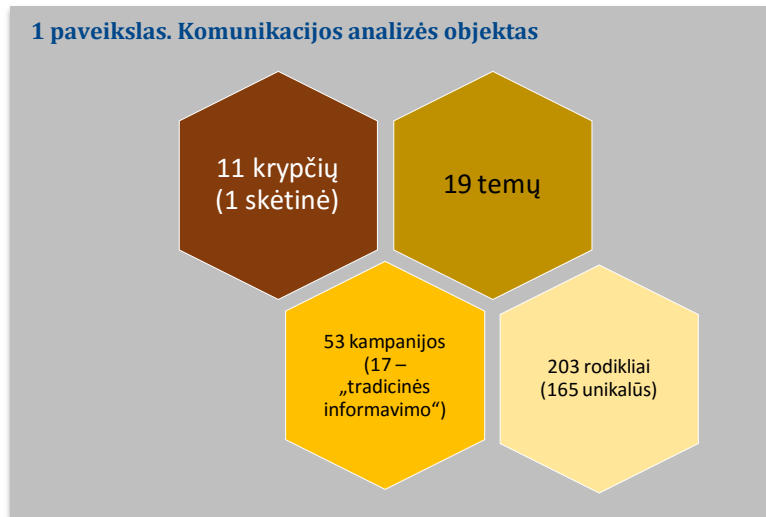 1 paveikslas. Komunikacijos analizės objektas
11 krypčių
(1 skėtinė)
19 temų
53 kampanijos
(17 –
„tradicinės
informavimo“)
203 rodikliai
(165 unikalūs)